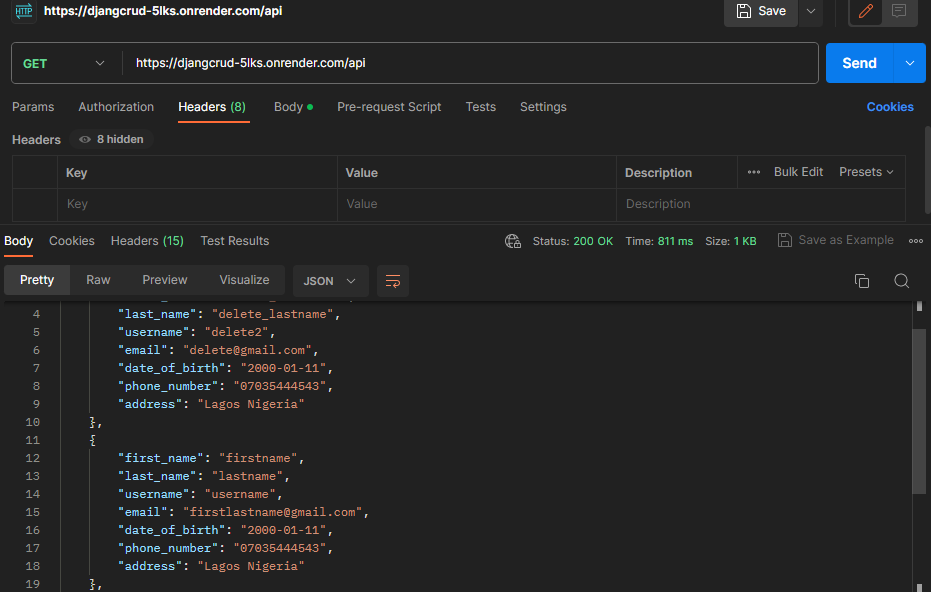 HTTP https://djangcrud-5lks.onrender.com/api Save
GET https://djangcrud-5lks.onrender.com/api Send
Params Authorization Headers (8) Body Pre-request Script Tests Settings Cookies
Headers 8 hidden
Key Value Description Bulk Edit Presets
Key Value Description
Body Cookies Headers (15) Test Results Status: 200 OK Time: 811 ms Size: 1 KB Save as Example
Pretty Raw Preview Visualize JSON
4 "last_name": "delete_lastname",
5 "username": "delete2",
6 "email": "delete@gmail.com",
7 "date_of_birth": "2000-01-11",
8 "phone_number": "07035444543",
9 "address": "Lagos Nigeria"
10 },
11 {
12 "first_name": "firstname",
13 "last_name": "lastname",
14 "username": "username",
15 "email": "firstlastname@gmail.com",
16 "date_of_birth": "2000-01-11",
17 "phone_number": "07035444543",
18 "address": "Lagos Nigeria"
19 },